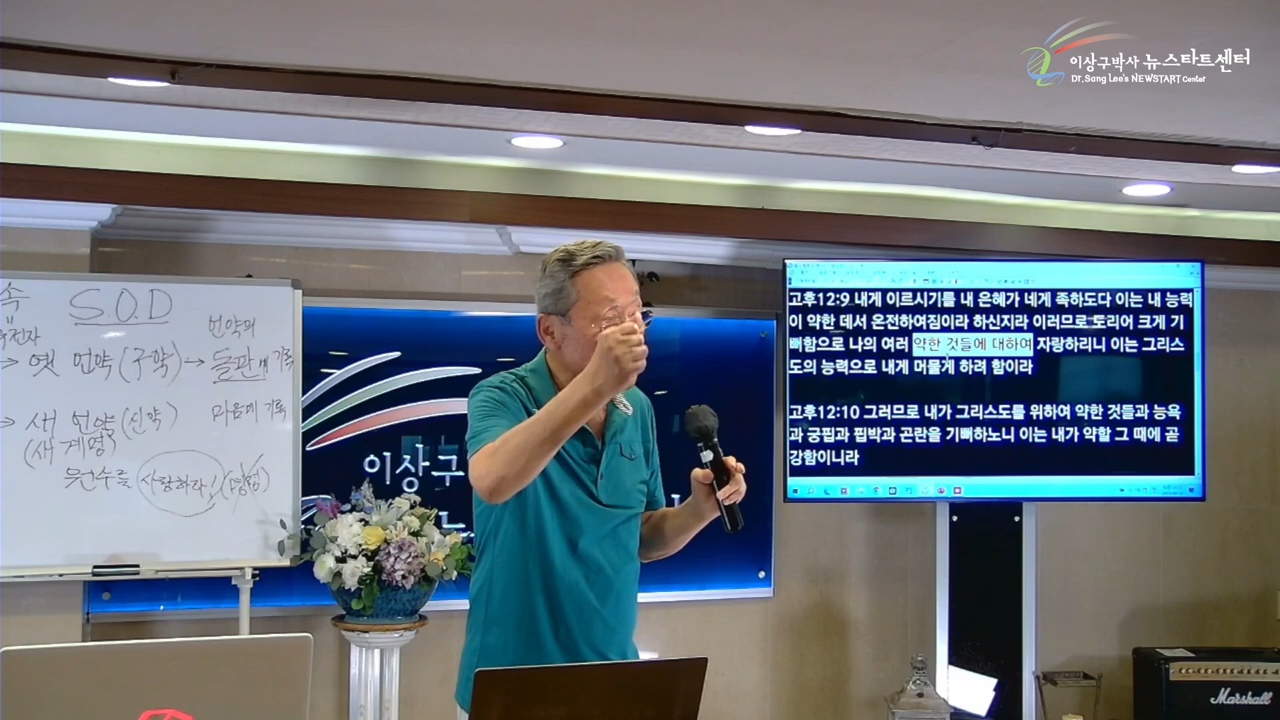 이상구박사 뉴스타트센터
Dr. Sang Lee's NEWSTART Center
속 S.O.D
전자 언약의
→ 옛 언약(구약) → 돌판에 기록
→ 새 언약(신약) 마음에 기록
(새 계명)
원수를 사랑하라! (명령)
이상구
고후12:9 내게 이르시기를 내 은혜가 네게 족하도다 이는 내 능력
이 약한 데서 온전하여짐이라 하신지라 이러므로 도리어 크게 기
뻐함으로 나의 여러 약한 것들에 대하여 자랑하리니 이는 그리스
도의 능력으로 내게 머물게 하려 함이라
고후12:10 그러므로 내가 그리스도를 위하여 약한 것들과 능욕
과 궁핍과 핍박과 곤란을 기뻐하노니 이는 내가 약할 그 때에 곧
강함이니라
Marshall